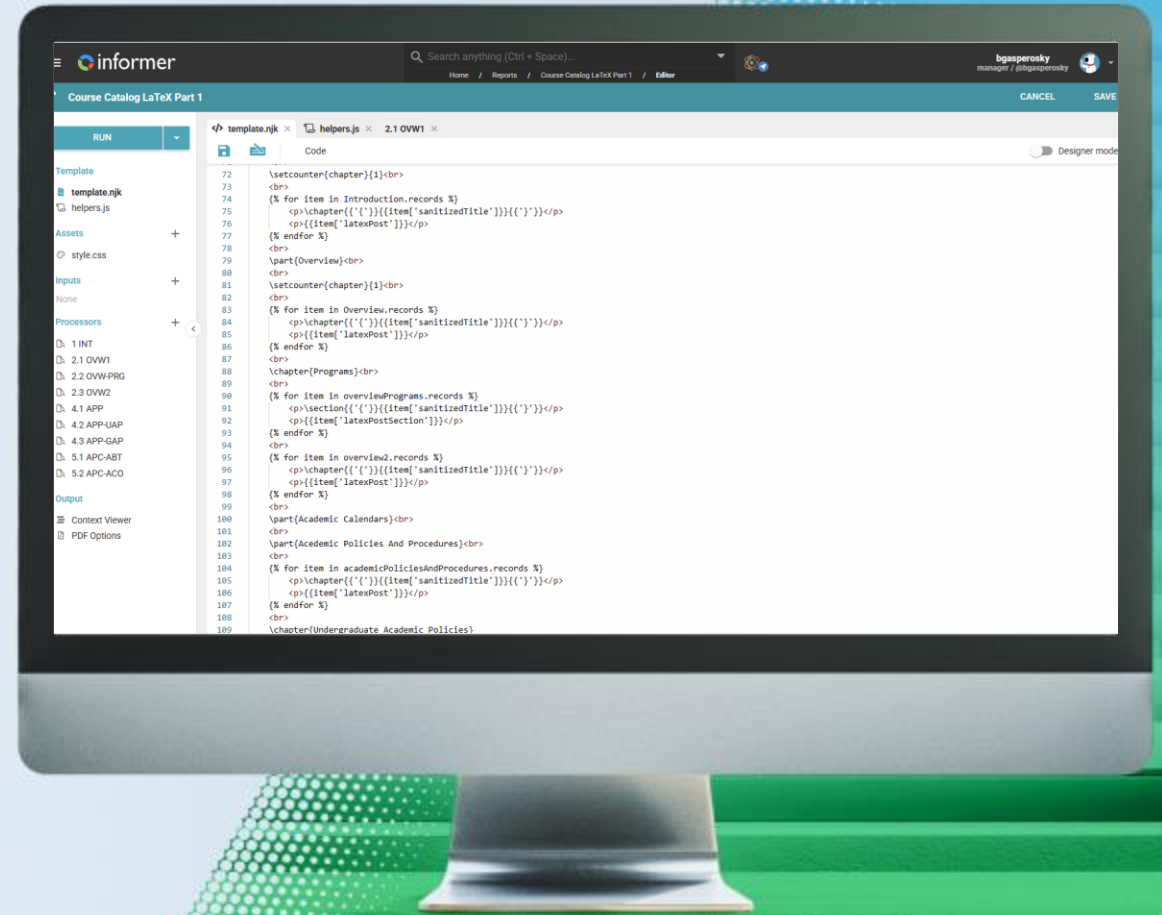 informer
Search anything (Ctrl + Space)...
Home / Reports / Course Catalog LaTeX Part 1 / Editor
bgasperosky
manager / @bgasperosky
Course Catalog LaTeX Part 1
CANCEL SAVE
RUN
Template
template.njk
helpers.js
Assets +
style.css
Inputs +
None
Processors +
1 INT
2.1 OVW1
2.2 OVW-PRG
2.3 OVW2
4.1 APP
4.2 APP-UAP
4.3 APP-GAP
5.1 APC-ABT
5.2 APC-ACO
Output
Context Viewer
PDF Options
</> template.njk × helpers.js × 2.1 OVW1 ×
Code
Designer mode
72 \setcounter{chapter}{1}<br>
73 <br>
74 {% for item in Introduction.records %}
75 <p>\chapter{{'{'}}{{item['sanitizedTitle']}}{{'}'}}</p>
76 <p>{{item['latexPost']}}</p>
77 {% endfor %}
78 <br>
79 \part{Overview}<br>
80 <br>
81 \setcounter{chapter}{1}<br>
82 <br>
83 {% for item in Overview.records %}
84 <p>\chapter{{'{'}}{{item['sanitizedTitle']}}{{'}'}}</p>
85 <p>{{item['latexPost']}}</p>
86 {% endfor %}
87 <br>
88 \chapter{Programs}<br>
89 <br>
90 {% for item in overviewPrograms.records %}
91 <p>\section{{'{'}}{{item['sanitizedTitle']}}{{'}'}}</p>
92 <p>{{item['latexPostSection']}}</p>
93 {% endfor %}
94 <br>
95 {% for item in overview2.records %}
96 <p>\chapter{{'{'}}{{item['sanitizedTitle']}}{{'}'}}</p>
97 <p>{{item['latexPost']}}</p>
98 {% endfor %}
99 <br>
100 \part{Academic Calendars}<br>
101 <br>
102 \part{Acedemic Policies And Procedures}<br>
103 <br>
104 {% for item in academicPoliciesAndProcedures.records %}
105 <p>\chapter{{'{'}}{{item['sanitizedTitle']}}{{'}'}}</p>
106 <p>{{item['latexPost']}}</p>
107 {% endfor %}
108 <br>
109 \chapter{Undergraduate Academic Policies}